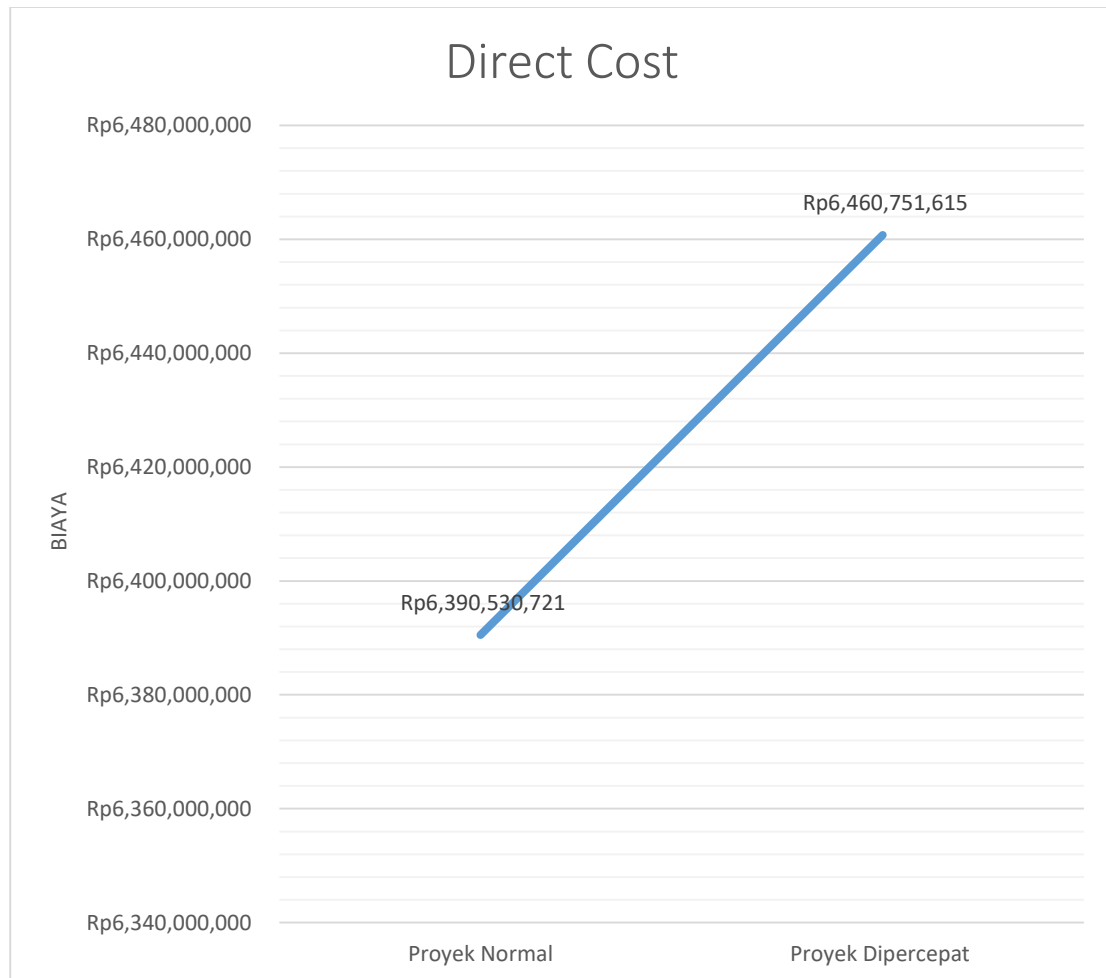 Direct Cost
Rp6,480,000,000
Rp6,460,751,615
Rp6,460,000,000
Rp6,440,000,000
Rp6,420,000,000
BIAYA
Rp6,400,000,000
Rp6,390,530,721
Rp6,380,000,000
Rp6,360,000,000
Rp6,340,000,000
Proyek Normal
Proyek Dipercepat